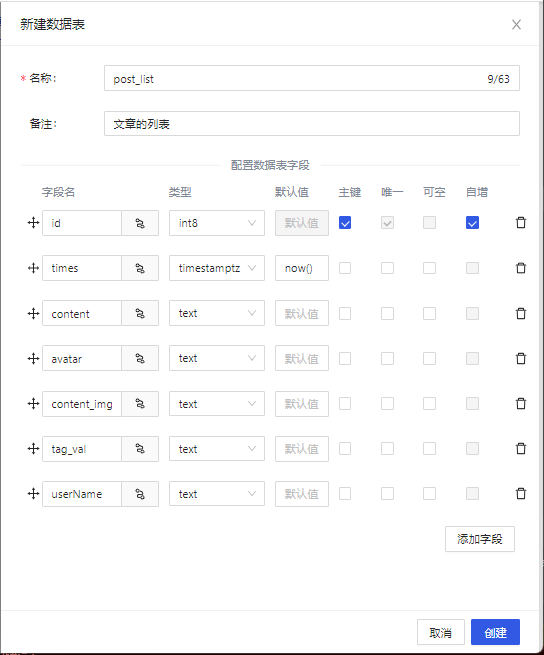 新建数据表
* 名称： post_list 9/63
备注： 文章的列表
配置数据表字段
字段名 类型 默认值 主键 唯一 可空 自增
id int8 默认值
times timestamptz now()
content text 默认值
avatar text 默认值
content_img text 默认值
tag_val text 默认值
userName text 默认值
添加字段
取消 创建